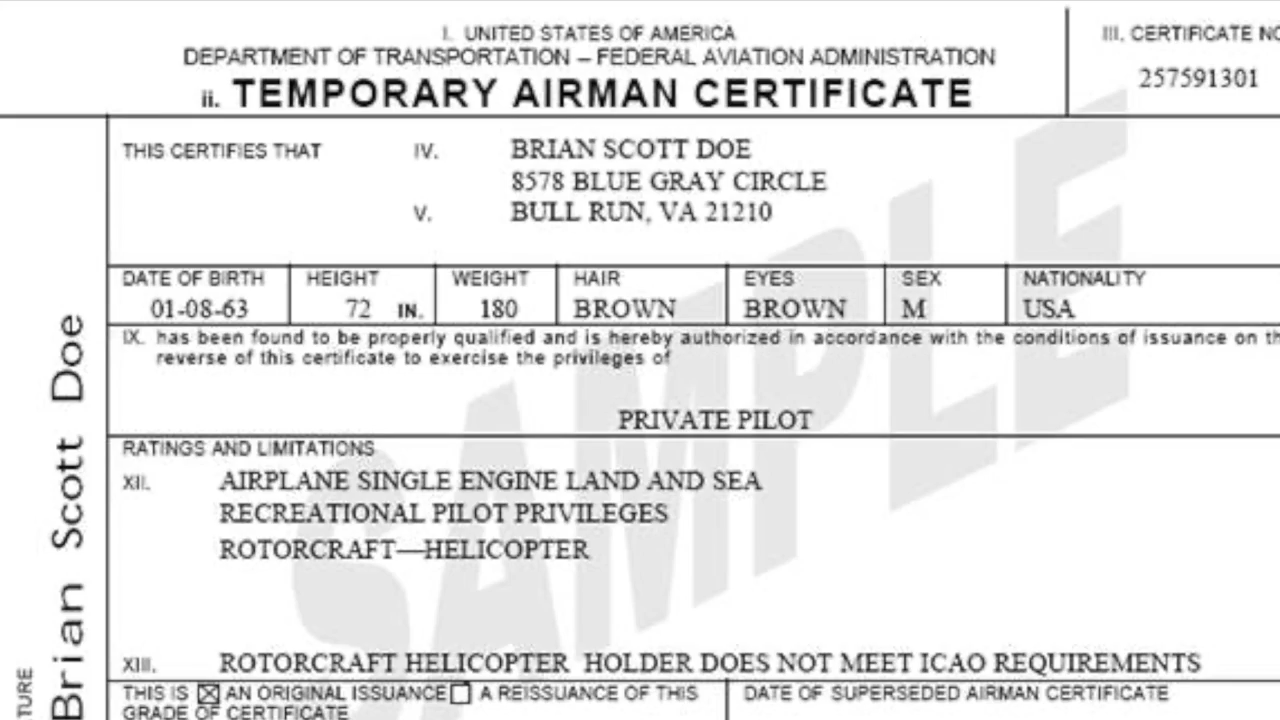 I. UNITED STATES OF AMERICA
DEPARTMENT OF TRANSPORTATION – FEDERAL AVIATION ADMINISTRATION
ii. TEMPORARY AIRMAN CERTIFICATE
III. CERTIFICATE NO
257591301
THIS CERTIFIES THAT IV. BRIAN SCOTT DOE
8578 BLUE GRAY CIRCLE
V. BULL RUN, VA 21210
DATE OF BIRTH HEIGHT WEIGHT HAIR EYES SEX NATIONALITY
01-08-63 72 IN. 180 BROWN BROWN M USA
IX. has been found to be properly qualified and is hereby authorized in accordance with the conditions of issuance on th
reverse of this certificate to exercise the privileges of
PRIVATE PILOT
RATINGS AND LIMITATIONS
XII. AIRPLANE SINGLE ENGINE LAND AND SEA
RECREATIONAL PILOT PRIVILEGES
ROTORCRAFT—HELICOPTER
XIII. ROTORCRAFT HELICOPTER HOLDER DOES NOT MEET ICAO REQUIREMENTS
THIS IS ☒ AN ORIGINAL ISSUANCE ☐ A REISSUANCE OF THIS
GRADE OF CERTIFICATE
DATE OF SUPERSEDED AIRMAN CERTIFICATE
TURE
Brian Scott Doe
SAMPLE